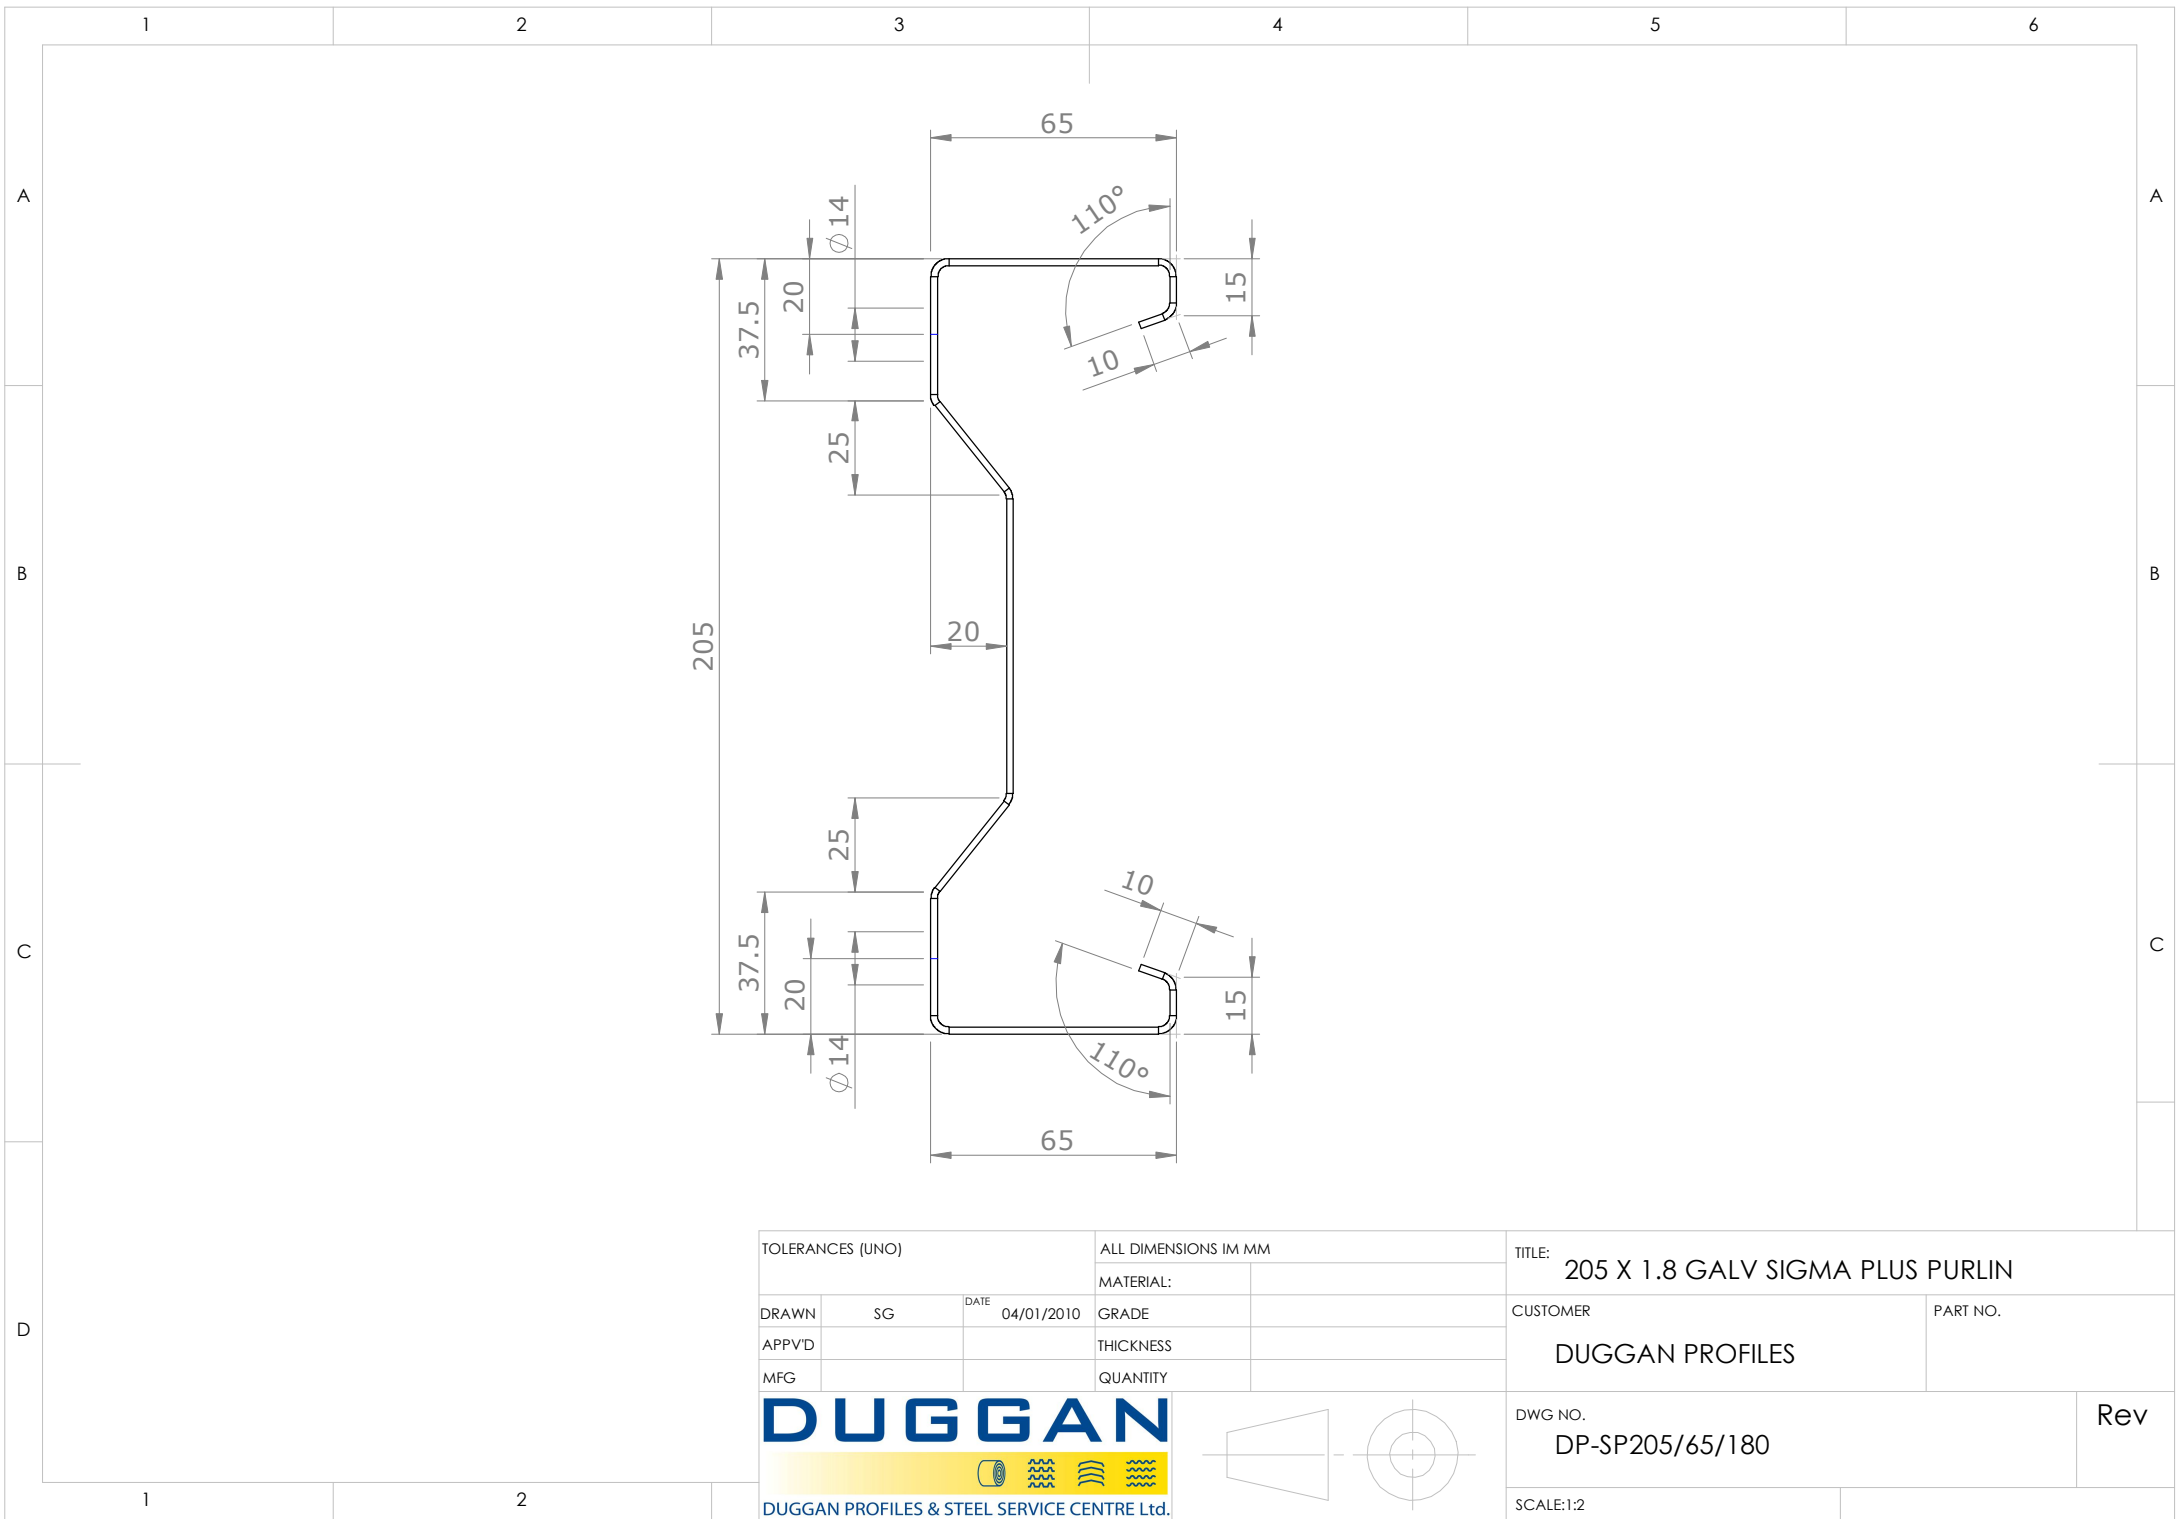 1 2 3 4 5 6
65
A A
110°
∅14
20
15
37.5
10
25
B B
20
205
25
10
C C
37.5
20
15
∅14
110°
65
TOLERANCES (UNO)
ALL DIMENSIONS IM MM
TITLE:
205 X 1.8 GALV SIGMA PLUS PURLIN
MATERIAL:
DRAWN SG DATE 04/01/2010 GRADE
CUSTOMER
PART NO.
D
APPV'D THICKNESS
DUGGAN PROFILES
MFG QUANTITY
DUGGAN
DWG NO.
DP-SP205/65/180
Rev
1 2
DUGGAN PROFILES & STEEL SERVICE CENTRE Ltd.
SCALE:1:2